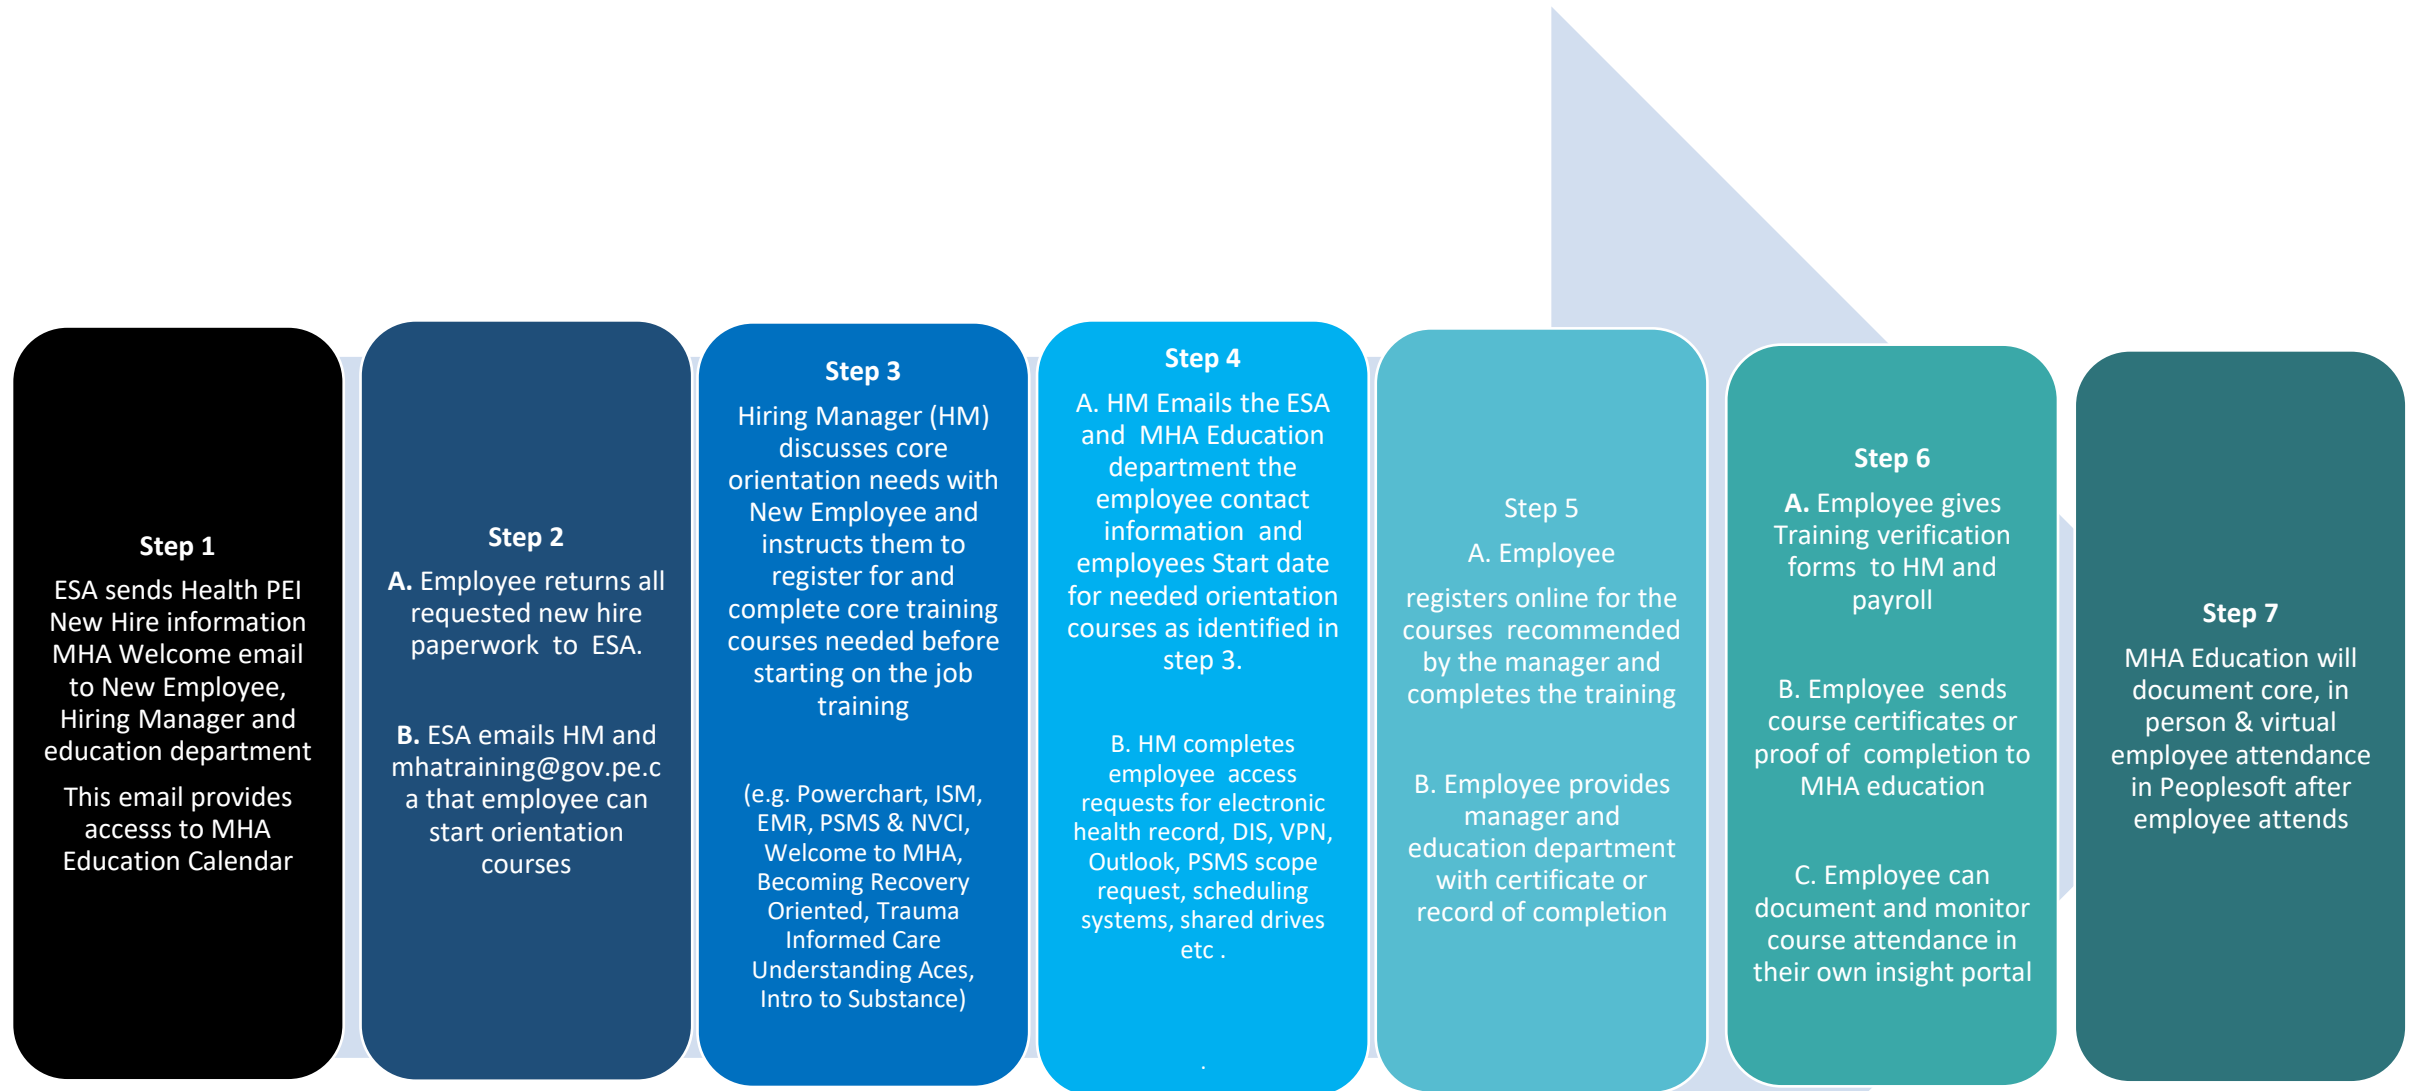 Step 1
ESA sends Health PEI
New Hire information
MHA Welcome email
to New Employee,
Hiring Manager and
education department
This email provides
accesss to MHA
Education Calendar
Step 2
A. Employee returns all
requested new hire
paperwork to ESA.
B. ESA emails HM and
mhatraining@gov.pe.c
a that employee can
start orientation
courses
Step 3
Hiring Manager (HM)
discusses core
orientation needs with
New Employee and
instructs them to
register for and
complete core training
courses needed before
starting on the job
training
(e.g. Powerchart, ISM,
EMR, PSMS & NVCI,
Welcome to MHA,
Becoming Recovery
Oriented, Trauma
Informed Care
Understanding Aces,
Intro to Substance)
Step 4
A. HM Emails the ESA
and MHA Education
department the
employee contact
information and
employees Start date
for needed orientation
courses as identified in
step 3.
B. HM completes
employee access
requests for electronic
health record, DIS, VPN,
Outlook, PSMS scope
request, scheduling
systems, shared drives
etc .
.
Step 5
A. Employee
registers online for the
courses recommended
by the manager and
completes the training
B. Employee provides
manager and
education department
with certificate or
record of completion
Step 6
A. Employee gives
Training verification
forms to HM and
payroll
B. Employee sends
course certificates or
proof of completion to
MHA education
C. Employee can
document and monitor
course attendance in
their own insight portal
Step 7
MHA Education will
document core, in
person & virtual
employee attendance
in Peoplesoft after
employee attends